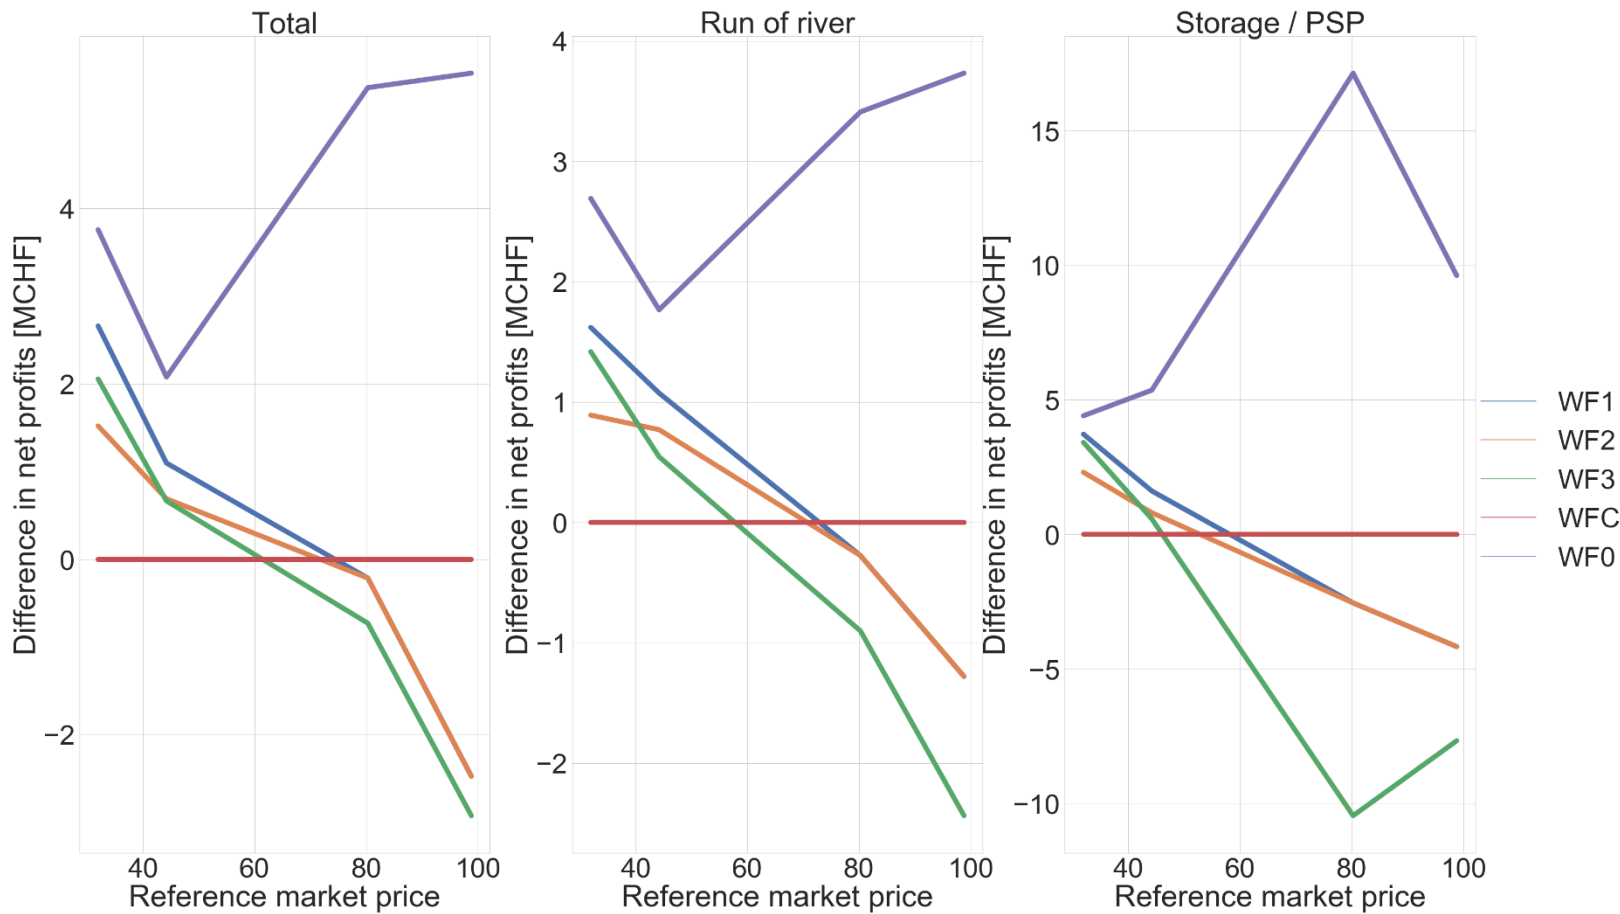 Total
Run of river
Storage / PSP
Difference in net profits [MCHF]
4
2
0
−2
40
60
80
100
Reference market price
Difference in net profits [MCHF]
4
3
2
1
0
−1
−2
40
60
80
100
Reference market price
Difference in net profits [MCHF]
15
10
5
0
−5
−10
40
60
80
100
Reference market price
WF1
WF2
WF3
WFC
WF0